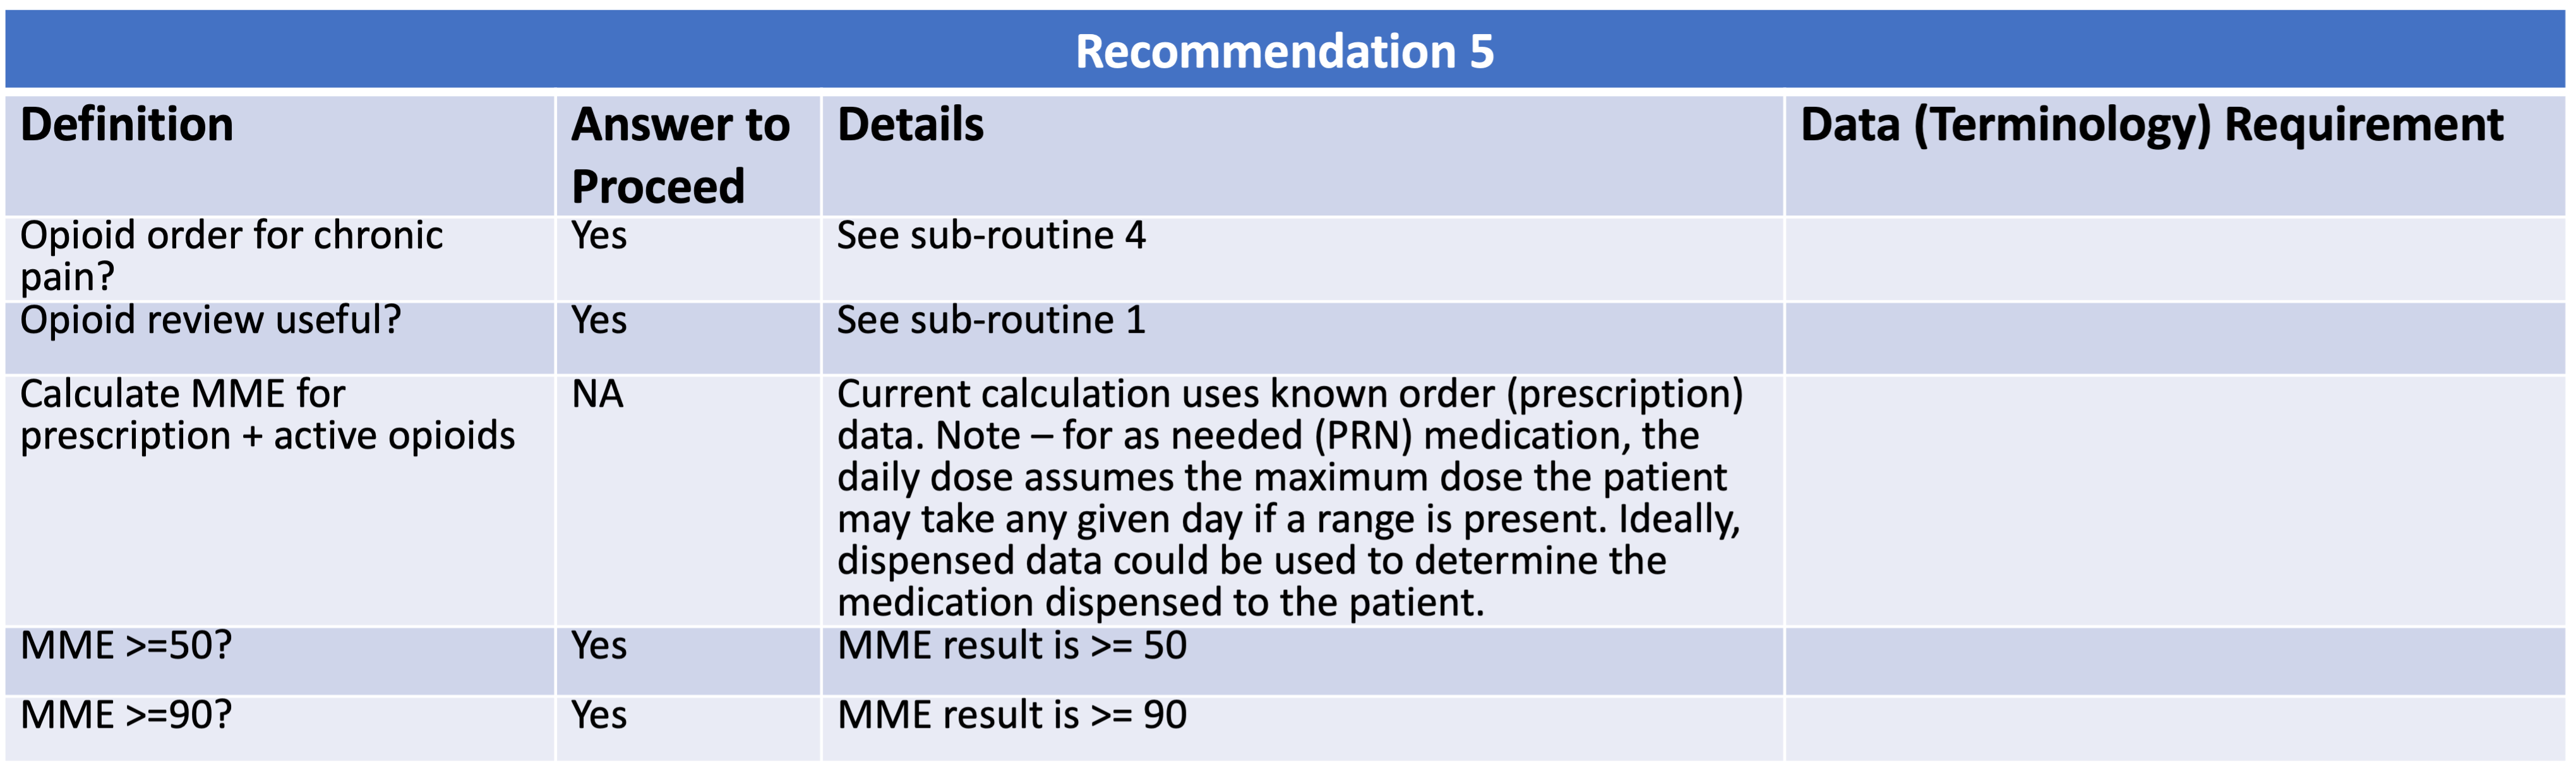 Recommendation 5
Definition
Answer to
Proceed
Details
Data (Terminology) Requirement
Opioid order for chronic
pain?
Yes
See sub-routine 4
Opioid review useful?
Yes
See sub-routine 1
Calculate MME for
prescription + active opioids
NA
Current calculation uses known order (prescription)
data. Note – for as needed (PRN) medication, the
daily dose assumes the maximum dose the patient
may take any given day if a range is present. Ideally,
dispensed data could be used to determine the
medication dispensed to the patient.
MME >=50?
Yes
MME result is >= 50
MME >=90?
Yes
MME result is >= 90